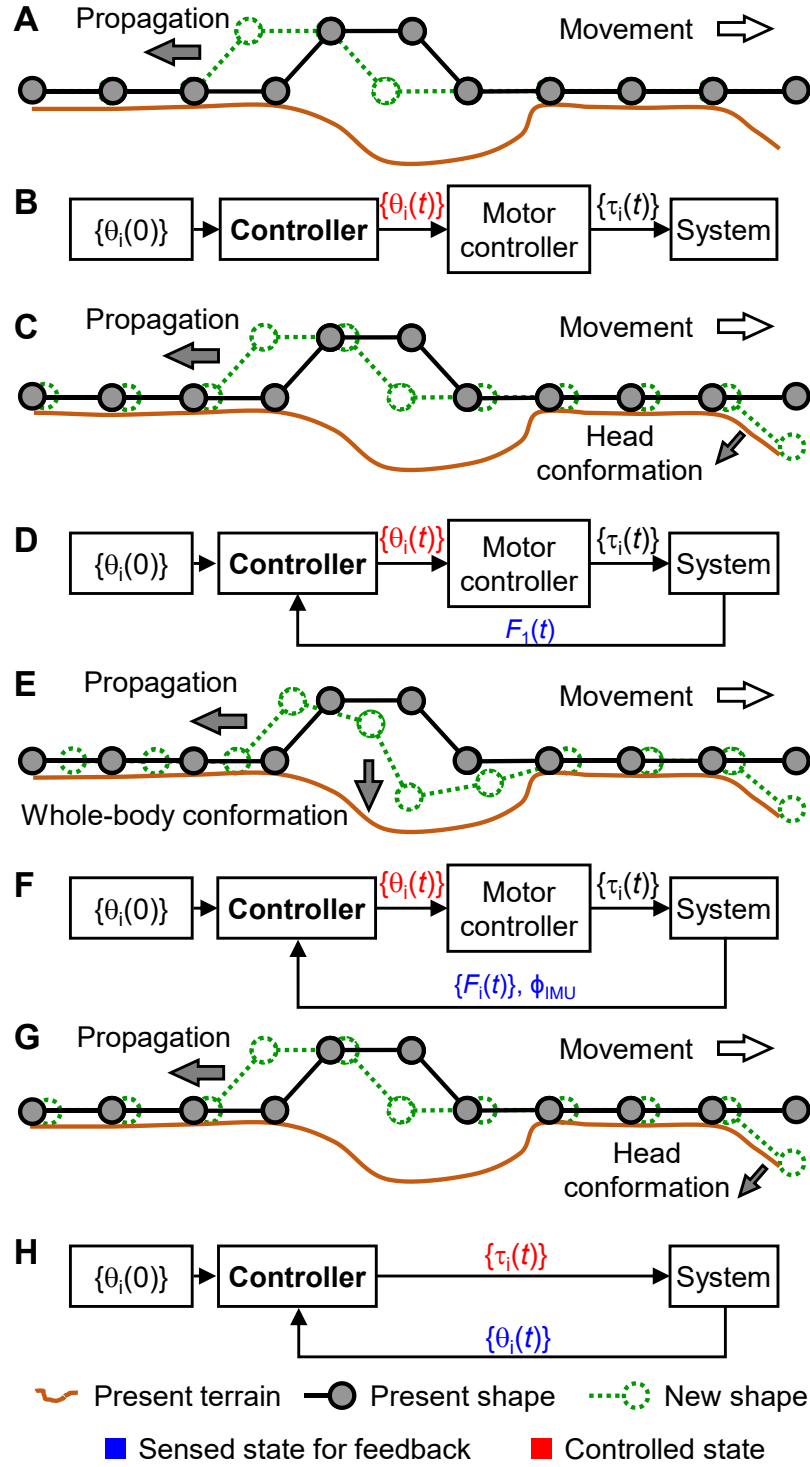 A
Propagation
Movement
B
{θi(0)}
Controller
{θi(t)}
Motor
controller
{τi(t)}
System
C
Propagation
Movement
Head
conformation
D
{θi(0)}
Controller
{θi(t)}
Motor
controller
{τi(t)}
System
F1(t)
E
Propagation
Movement
Whole-body conformation
F
{θi(0)}
Controller
{θi(t)}
Motor
controller
{τi(t)}
System
{Fi(t)}, ϕIMU
G
Propagation
Movement
Head
conformation
H
{θi(0)}
Controller
{τi(t)}
System
{θi(t)}
Present terrain
Present shape
New shape
Sensed state for feedback
Controlled state